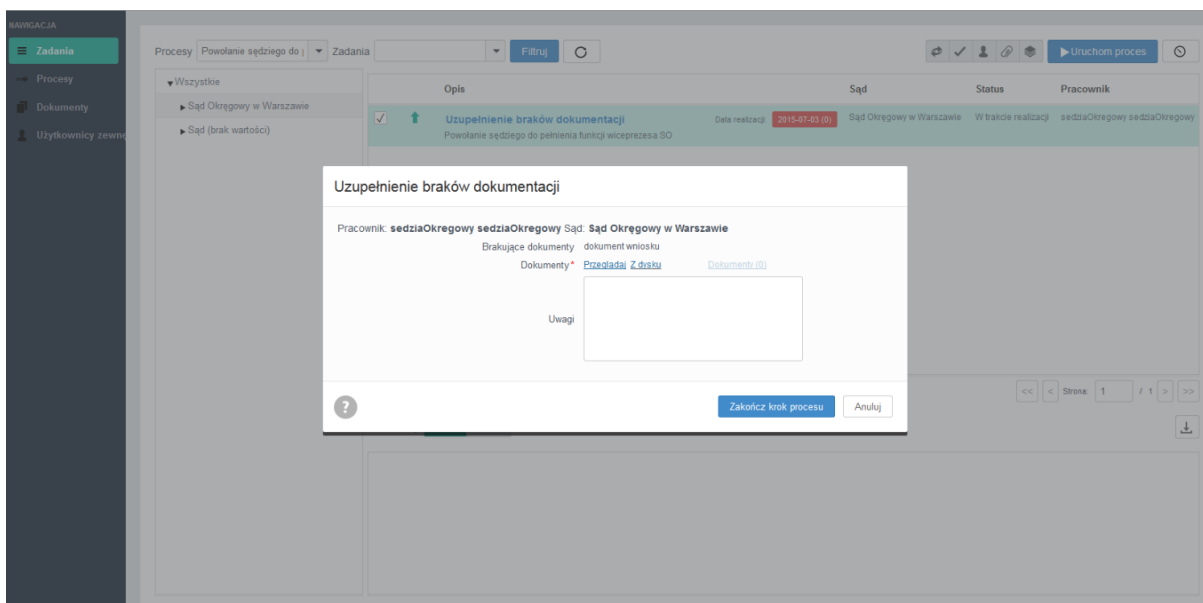 NAWIGACJA
Zadania
Procesy
Dokumenty
Użytkownicy zewnę
Procesy Powołanie sędziego do Zadania Filtruj Uruchom proces
Wszystkie
Sąd Okręgowy w Warszawie
Sąd (brak wartości)
Opis Sąd Status Pracownik
Uzupełnienie braków dokumentacji Data realizacji 2015-07-03 (0) Sąd Okręgowy w Warszawie W trakcie realizacji sedziaOkregowy sedziaOkregowy
Powołanie sędziego do pełnienia funkcji wiceprezesa SO
Uzupełnienie braków dokumentacji
Pracownik: sedziaOkregowy sedziaOkregowy Sąd: Sąd Okręgowy w Warszawie
Brakujące dokumenty dokument wniosku
Dokumenty* Przeglądaj Z dysku Dokumenty (0)
Uwagi
? Zakończ krok procesu Anuluj
<< < Strona: 1 / 1 > >>